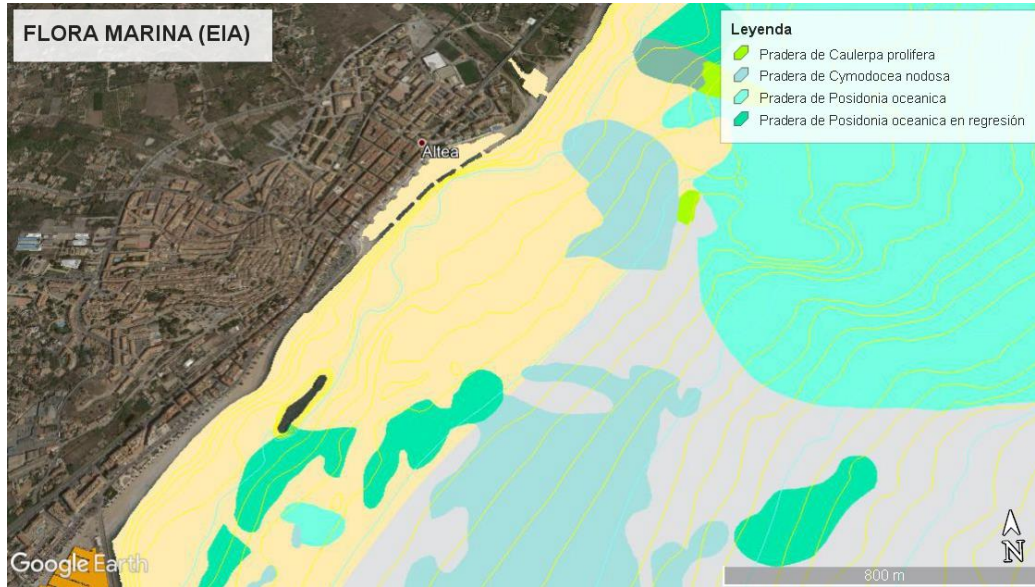 FLORA MARINA (EIA)
Leyenda
Pradera de Caulerpa prolifera
Pradera de Cymodocea nodosa
Pradera de Posidonia oceanica
Pradera de Posidonia oceanica en regresión
Altea
N
Google Earth
800 m